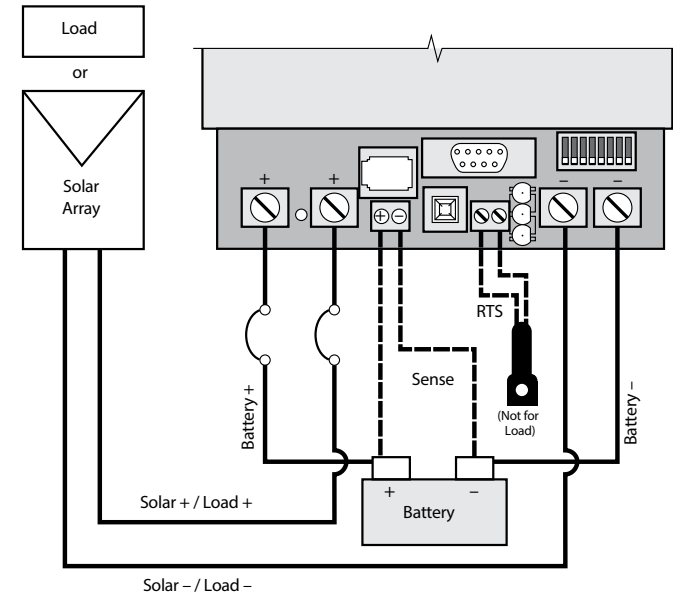 Load
or
Solar
Array
+
+
–
–
+ –
RTS
Sense
(Not for
Load)
Battery +
Battery –
+
–
Battery
Solar + / Load +
Solar – / Load –